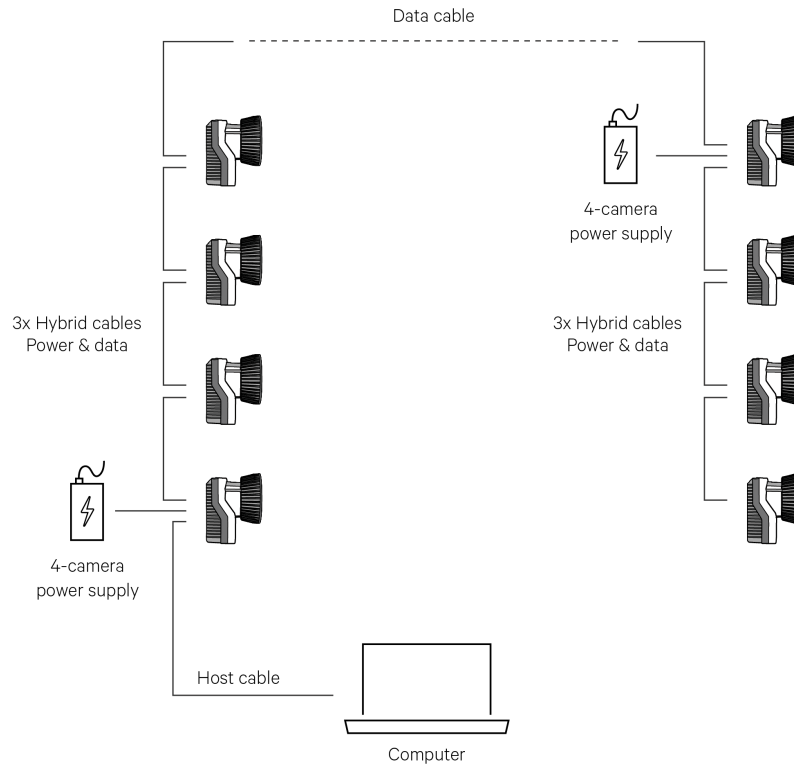 Data cable
4-camera
power supply
3x Hybrid cables
Power & data
3x Hybrid cables
Power & data
4-camera
power supply
Host cable
Computer